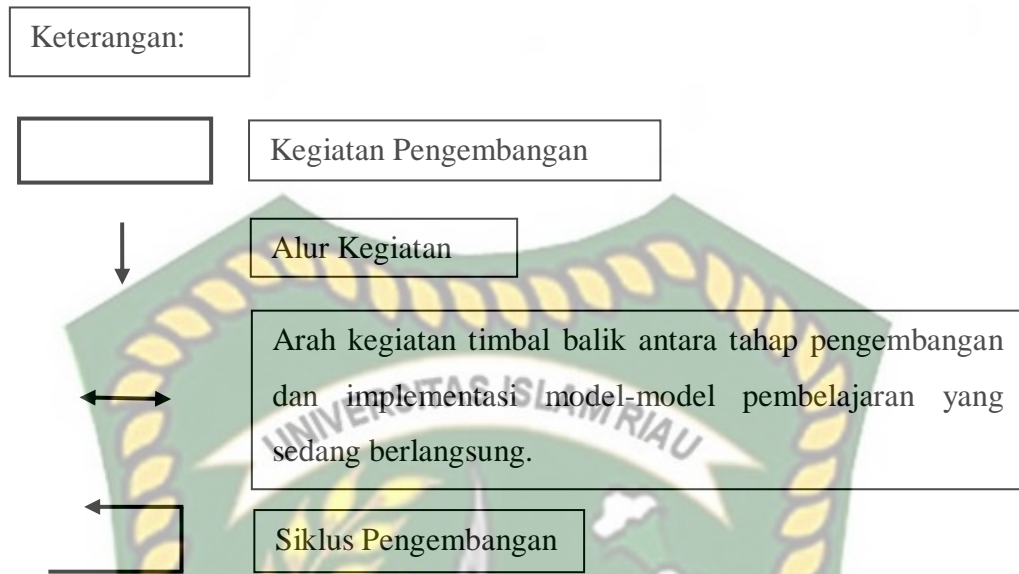 Keterangan:
Kegiatan Pengembangan
Alur Kegiatan
Arah kegiatan timbal balik antara tahap pengembangan
dan implementasi model-model pembelajaran yang
UNIVERSITAS ISLAM RIAU
sedang berlangsung.
Siklus Pengembangan